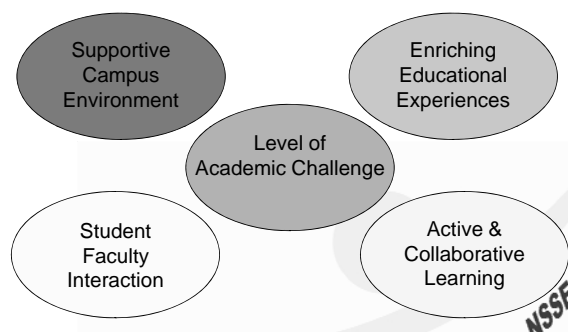 Supportive
Campus
Environment
Enriching
Educational
Experiences
Level of
Academic Challenge
Student
Faculty
Interaction
Active &
Collaborative
Learning
NSSE